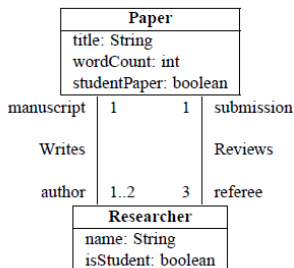 Paper
title: String
wordCount: int
studentPaper: boolean
manuscript 1 1 submission
Writes Reviews
author 1..2 3 referee
Researcher
name: String
isStudent: boolean